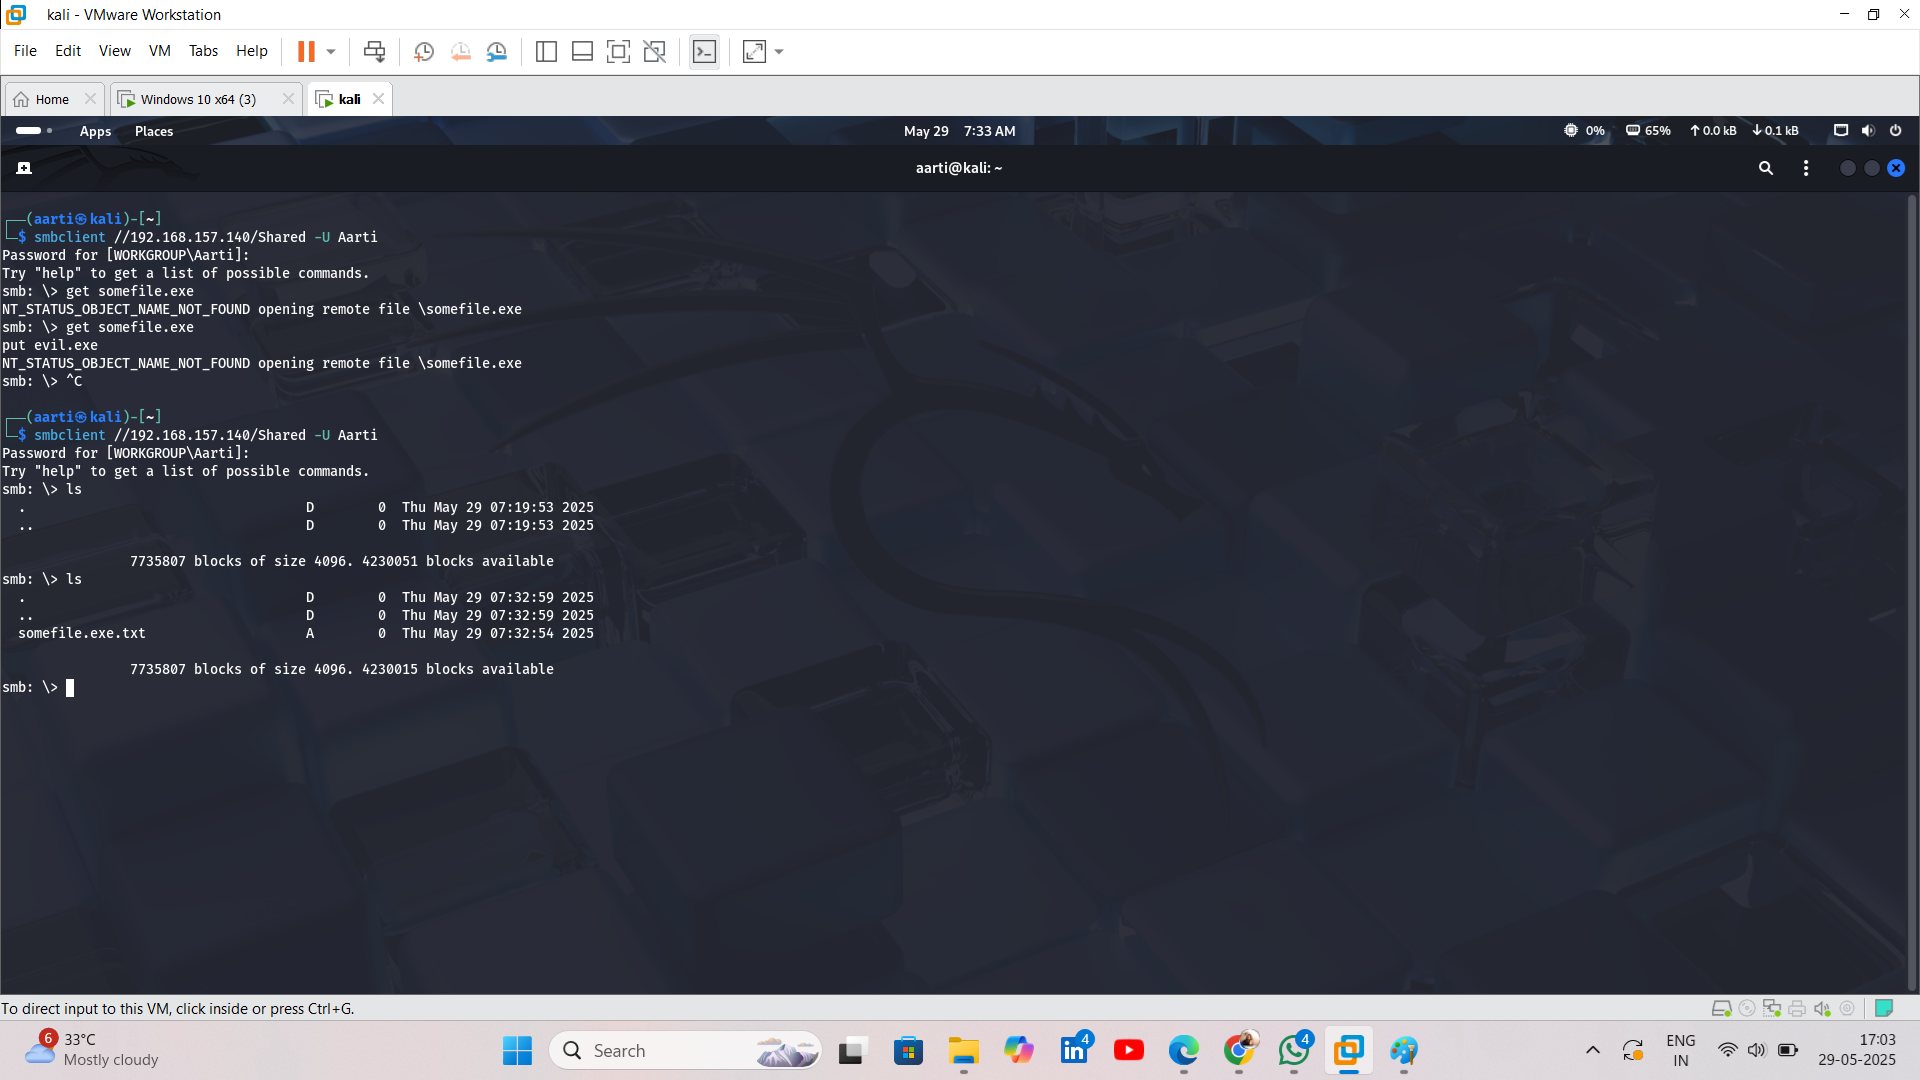 kali - VMware Workstation
File Edit View VM Tabs Help
Home Windows 10 x64 (3) kali
Apps Places May 29 7:33 AM 0% 65% 0.0 kB 0.1 kB
aarti@kali: ~
┌──(aarti㉿kali)-[~]
└─$ smbclient //192.168.157.140/Shared -U Aarti
Password for [WORKGROUP\Aarti]:
Try "help" to get a list of possible commands.
smb: \> get somefile.exe
NT_STATUS_OBJECT_NAME_NOT_FOUND opening remote file \somefile.exe
smb: \> get somefile.exe
put evil.exe
NT_STATUS_OBJECT_NAME_NOT_FOUND opening remote file \somefile.exe
smb: \> ^C
┌──(aarti㉿kali)-[~]
└─$ smbclient //192.168.157.140/Shared -U Aarti
Password for [WORKGROUP\Aarti]:
Try "help" to get a list of possible commands.
smb: \> ls
. D 0 Thu May 29 07:19:53 2025
.. D 0 Thu May 29 07:19:53 2025
7735807 blocks of size 4096. 4230051 blocks available
smb: \> ls
. D 0 Thu May 29 07:32:59 2025
.. D 0 Thu May 29 07:32:59 2025
somefile.exe.txt A 0 Thu May 29 07:32:54 2025
7735807 blocks of size 4096. 4230015 blocks available
smb: \>
To direct input to this VM, click inside or press Ctrl+G.
6 33°C
Mostly cloudy
Search
4
4
ENG
IN
17:03
29-05-2025